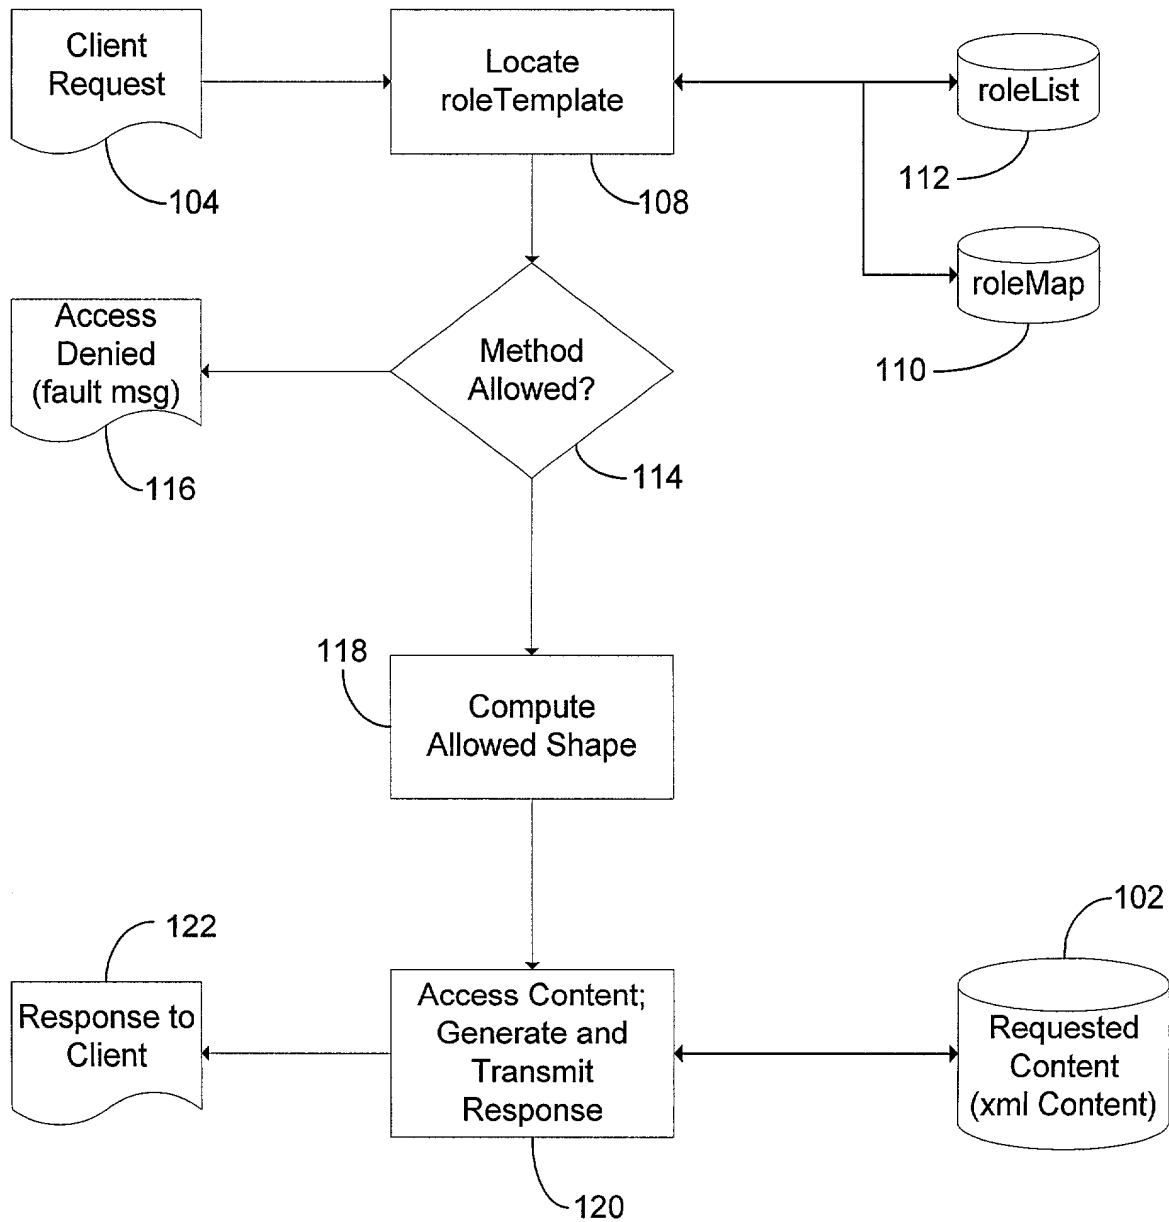 Client
Request
104
Locate
roleTemplate
108
roleList
112
roleMap
110
Access
Denied
(fault msg)
116
Method
Allowed?
114
118
Compute
Allowed Shape
122
Response to
Client
Access Content;
Generate and
Transmit
Response
120
102
Requested
Content
(xml Content)